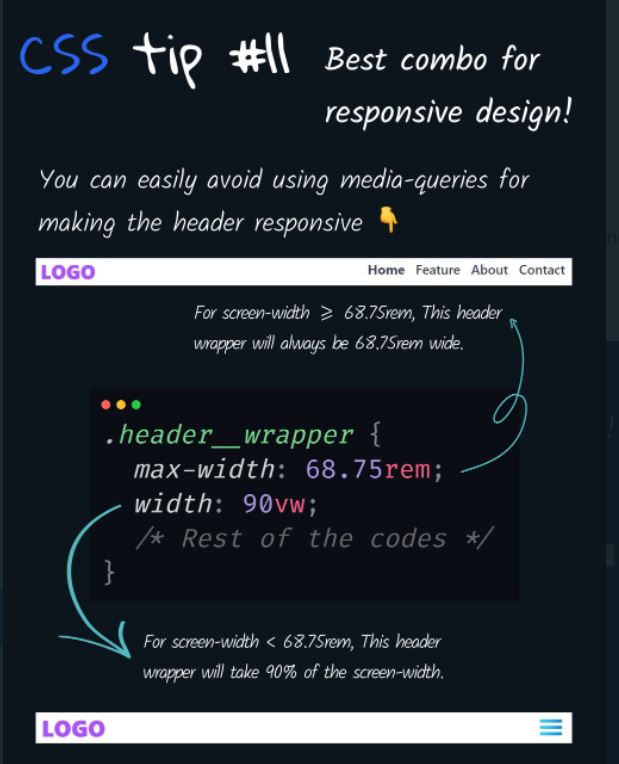 CSS tip #11
Best combo for
responsive design!
You can easily avoid using media-queries for
making the header responsive 👇
LOGO Home Feature About Contact
For screen-width ≥ 68.75rem, This header
wrapper will always be 68.75rem wide.
.header__wrapper {
max-width: 68.75rem;
width: 90vw;
/* Rest of the codes */
}
For screen-width < 68.75rem, This header
wrapper will take 90% of the screen-width.
LOGO